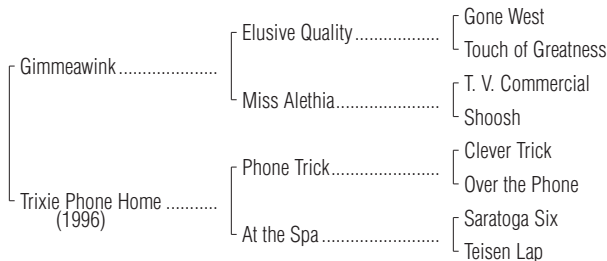 Gone West
Elusive Quality
Touch of Greatness
Gimmeawink
T. V. Commercial
Miss Alethia
Shoosh
Clever Trick
Phone Trick
Over the Phone
Trixie Phone Home
(1996)
Saratoga Six
At the Spa
Teisen Lap